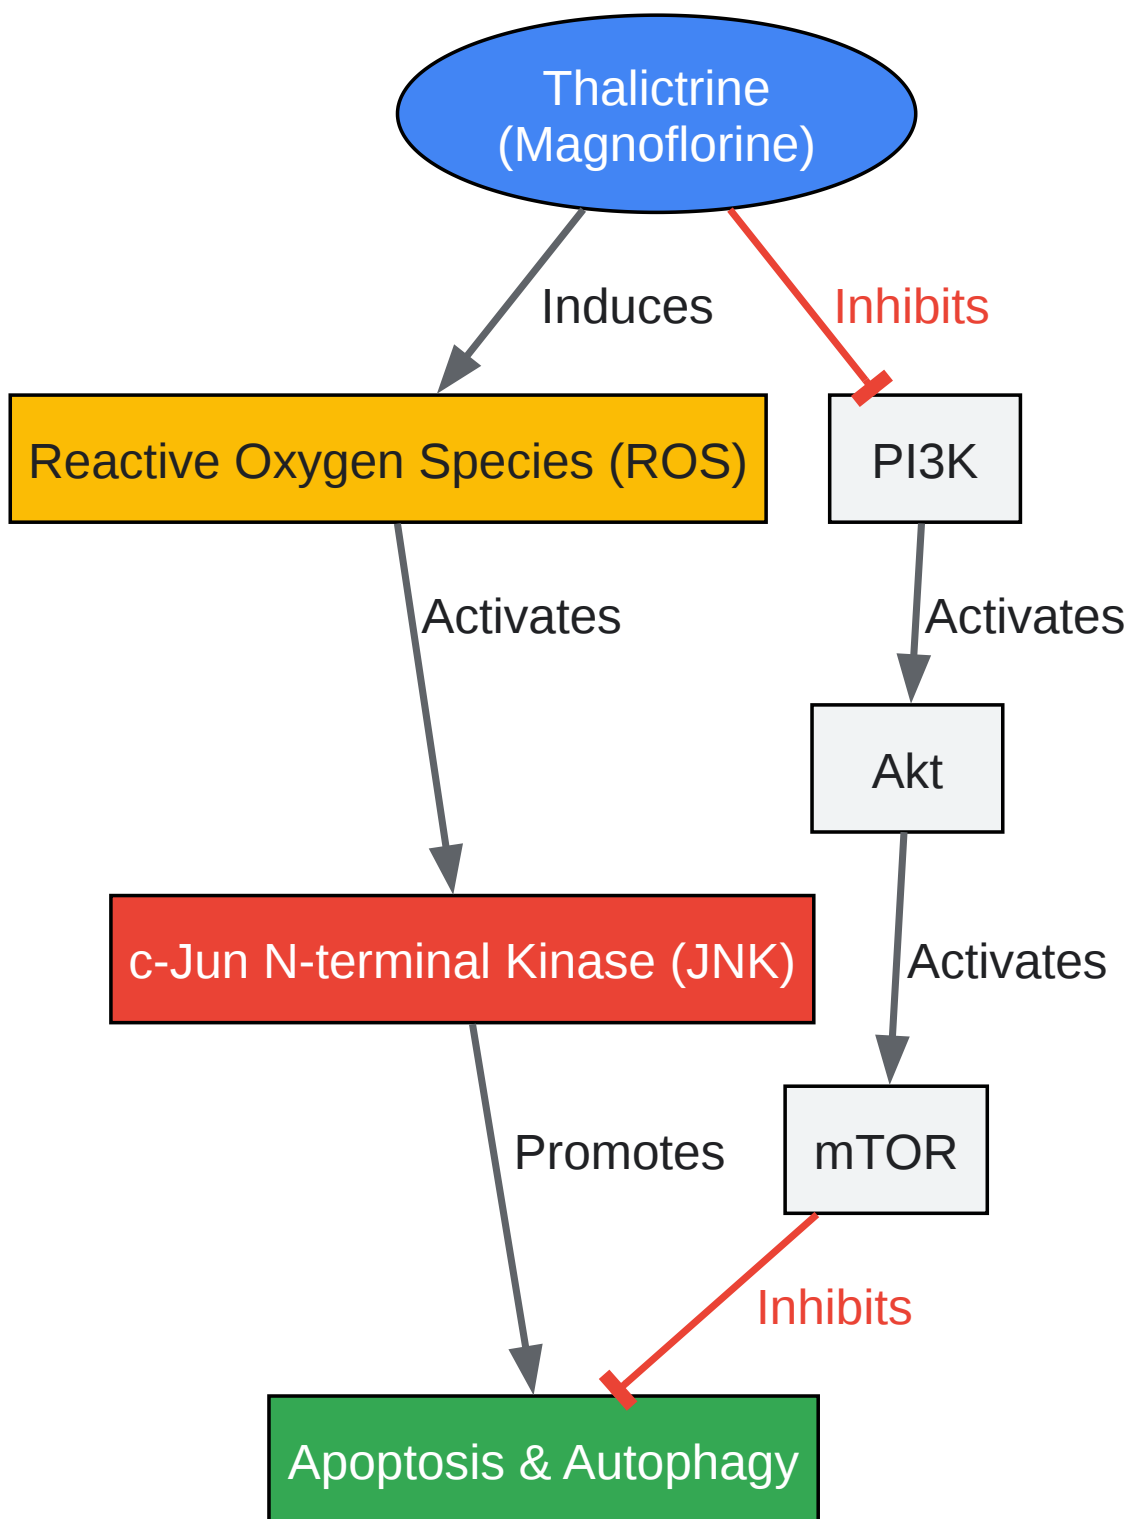 Thalictrine
(Magnoflorine)
Induces
Inhibits
Reactive Oxygen Species (ROS)
PI3K
Activates
Activates
Akt
c-Jun N-terminal Kinase (JNK)
Activates
mTOR
Promotes
Inhibits
Apoptosis & Autophagy